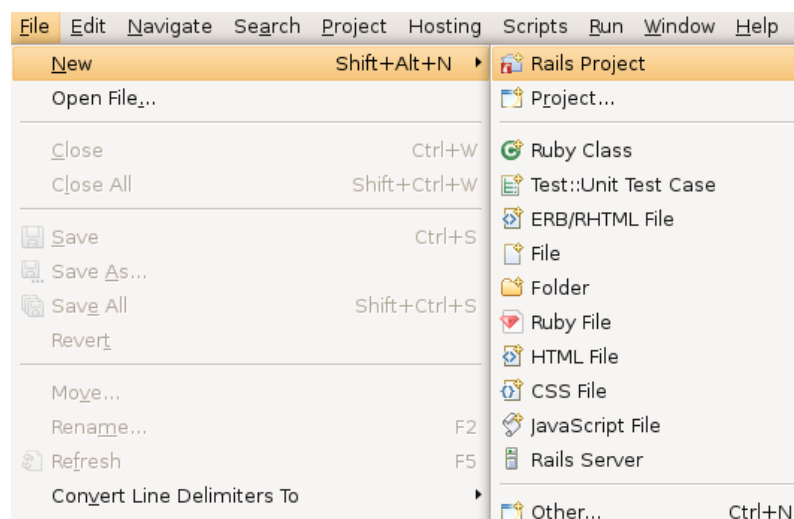 File Edit Navigate Search Project Hosting Scripts Run Window Help
New Shift+Alt+N
Open File...
Close Ctrl+W
Close All Shift+Ctrl+W
Save Ctrl+S
Save As...
Save All Shift+Ctrl+S
Revert
Move...
Rename... F2
Refresh F5
Convert Line Delimiters To
Rails Project
Project...
Ruby Class
Test::Unit Test Case
ERB/RHTML File
File
Folder
Ruby File
HTML File
CSS File
JavaScript File
Rails Server
Other... Ctrl+N